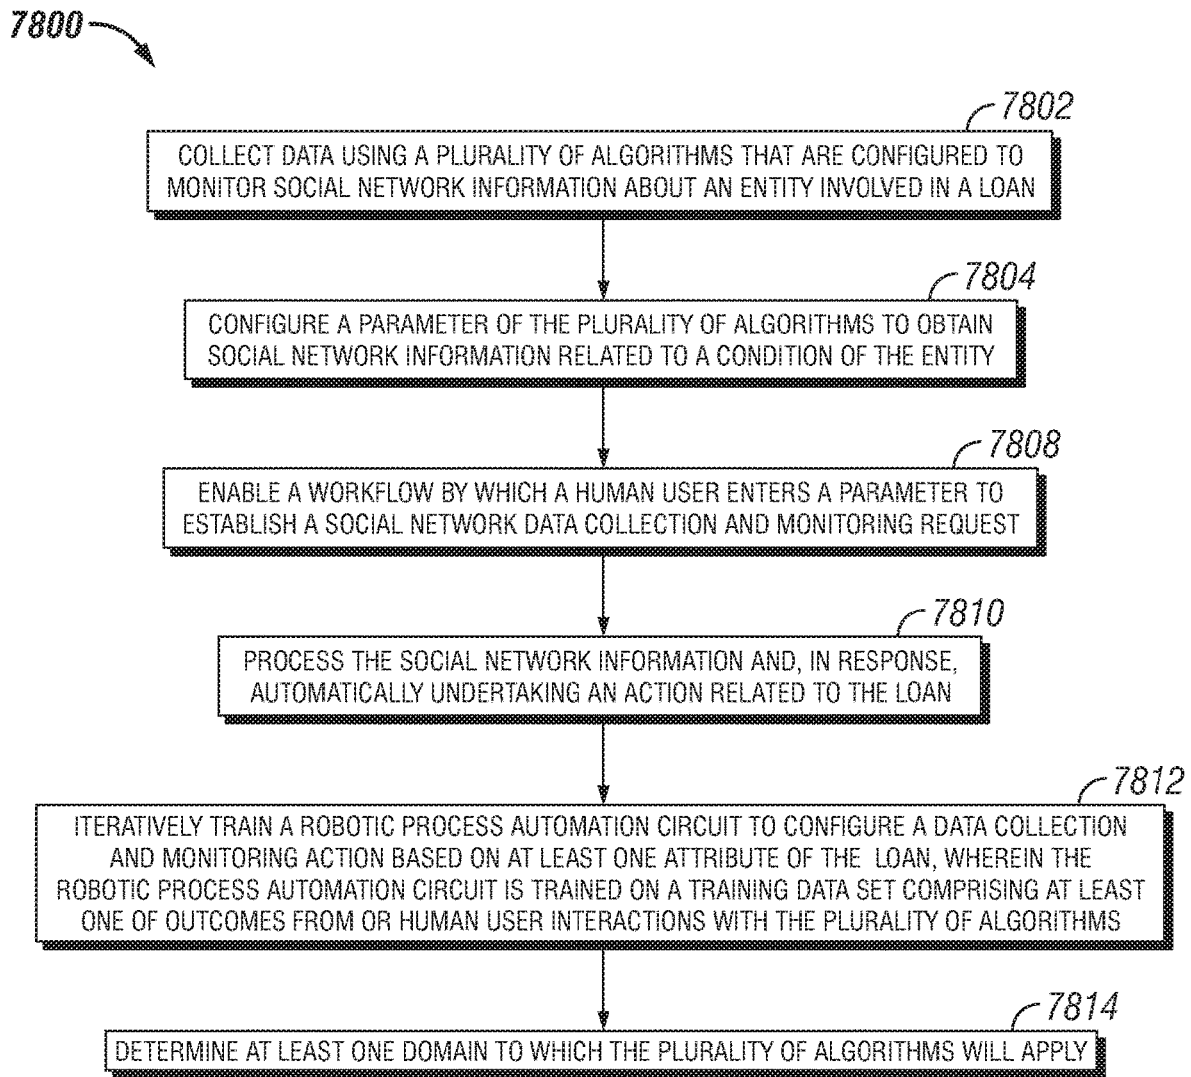 7800
7802
COLLECT DATA USING A PLURALITY OF ALGORITHMS THAT ARE CONFIGURED TO
MONITOR SOCIAL NETWORK INFORMATION ABOUT AN ENTITY INVOLVED IN A LOAN
7804
CONFIGURE A PARAMETER OF THE PLURALITY OF ALGORITHMS TO OBTAIN
SOCIAL NETWORK INFORMATION RELATED TO A CONDITION OF THE ENTITY
7808
ENABLE A WORKFLOW BY WHICH A HUMAN USER ENTERS A PARAMETER TO
ESTABLISH A SOCIAL NETWORK DATA COLLECTION AND MONITORING REQUEST
7810
PROCESS THE SOCIAL NETWORK INFORMATION AND, IN RESPONSE,
AUTOMATICALLY UNDERTAKING AN ACTION RELATED TO THE LOAN
7812
ITERATIVELY TRAIN A ROBOTIC PROCESS AUTOMATION CIRCUIT TO CONFIGURE A DATA COLLECTION
AND MONITORING ACTION BASED ON AT LEAST ONE ATTRIBUTE OF THE LOAN, WHEREIN THE
ROBOTIC PROCESS AUTOMATION CIRCUIT IS TRAINED ON A TRAINING DATA SET COMPRISING AT LEAST
ONE OF OUTCOMES FROM OR HUMAN USER INTERACTIONS WITH THE PLURALITY OF ALGORITHMS
7814
DETERMINE AT LEAST ONE DOMAIN TO WHICH THE PLURALITY OF ALGORITHMS WILL APPLY